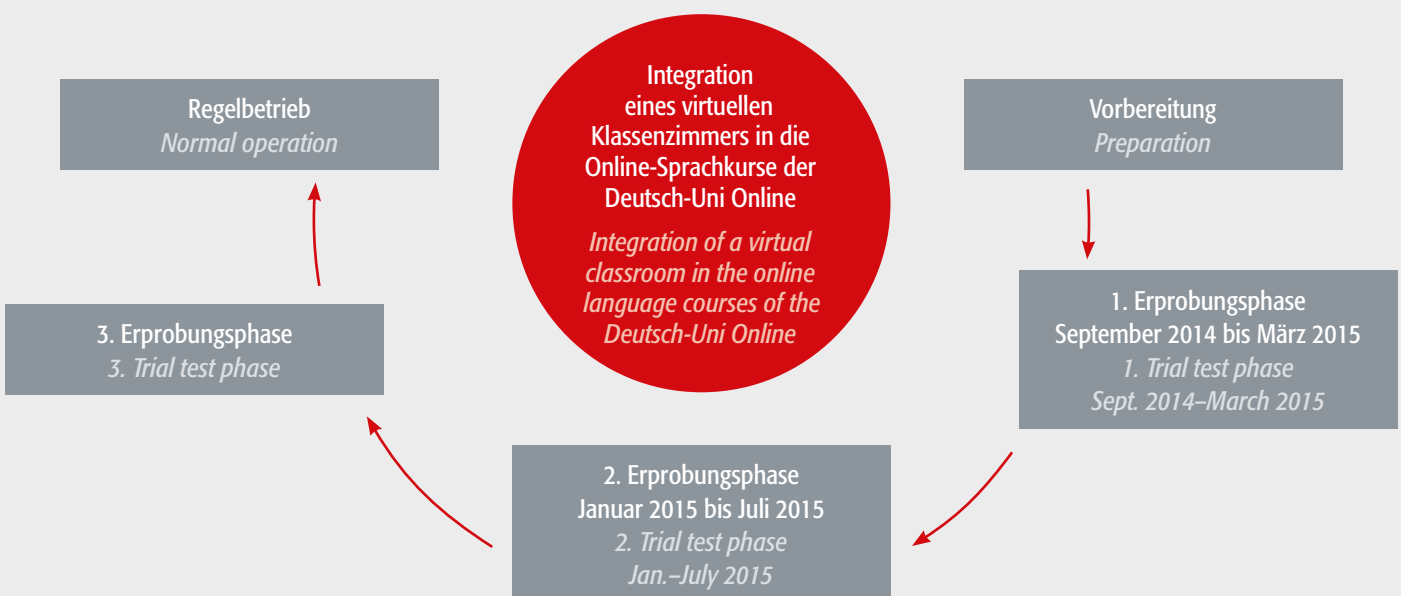 Integration
eines virtuellen
Klassenzimmers in die
Online-Sprachkurse der
Deutsch-Uni Online
Integration of a virtual
classroom in the online
language courses of the
Deutsch-Uni Online
Vorbereitung
Preparation
1. Erprobungsphase
September 2014 bis März 2015
1. Trial test phase
Sept. 2014–March 2015
2. Erprobungsphase
Januar 2015 bis Juli 2015
2. Trial test phase
Jan.–July 2015
3. Erprobungsphase
3. Trial test phase
Regelbetrieb
Normal operation